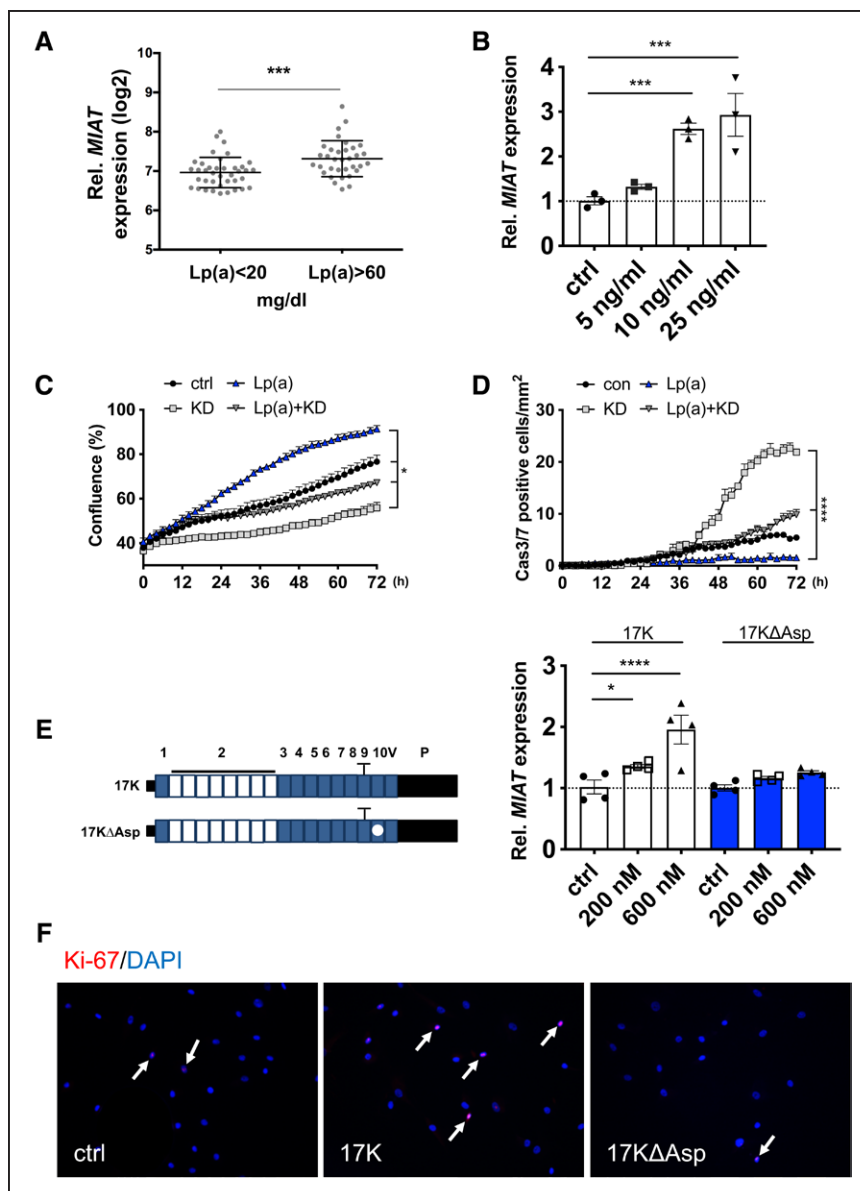 A
Rel. MIAT
expression (log2)
10
9
8
7
6
5
***
Lp(a)<20
Lp(a)>60
mg/dl
B
Rel. MIAT expression
4
3
2
1
0
***
***
ctrl
5 ng/ml
10 ng/ml
25 ng/ml
C
ctrl
Lp(a)
KD
Lp(a)+KD
Confluence (%)
100
80
60
40
0 12 24 36 48 60 72 (h)
*
D
con
Lp(a)
KD
Lp(a)+KD
Cas3/7 positive cells/mm2
30
20
10
0
0 12 24 36 48 60 72 (h)
****
E
1 2 3 4 5 6 7 8 9 10V P
17K
17KΔAsp
17K
17KΔAsp
****
*
Rel. MIAT expression
3
2
1
0
ctrl
200 nM
600 nM
ctrl
200 nM
600 nM
F
Ki-67/DAPI
ctrl
17K
17KΔAsp